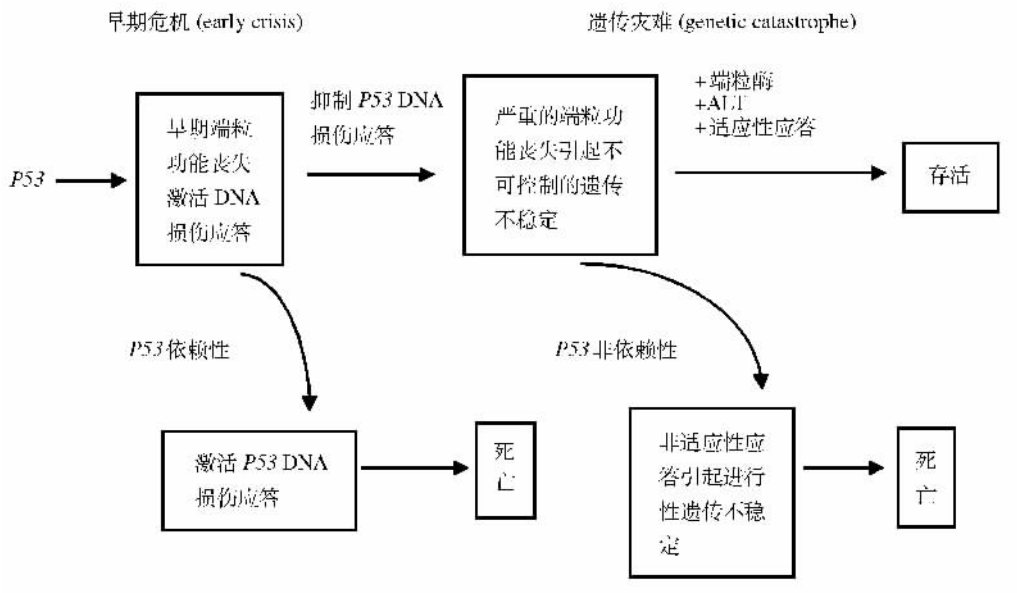 早期危机 (early crisis)
遗传灾难 (genetic catastrophe)
P53
早期端粒
功能丧失
激活 DNA
损伤应答
抑制 P53 DNA
损伤应答
严重的端粒功
能丧失引起不
可控制的遗传
不稳定
+端粒酶
+ALT
+适应性应答
存活
P53依赖性
P53非依赖性
激活 P53 DNA
损伤应答
死
亡
非适应性应
答引起进行
性遗传不稳
定
死
亡